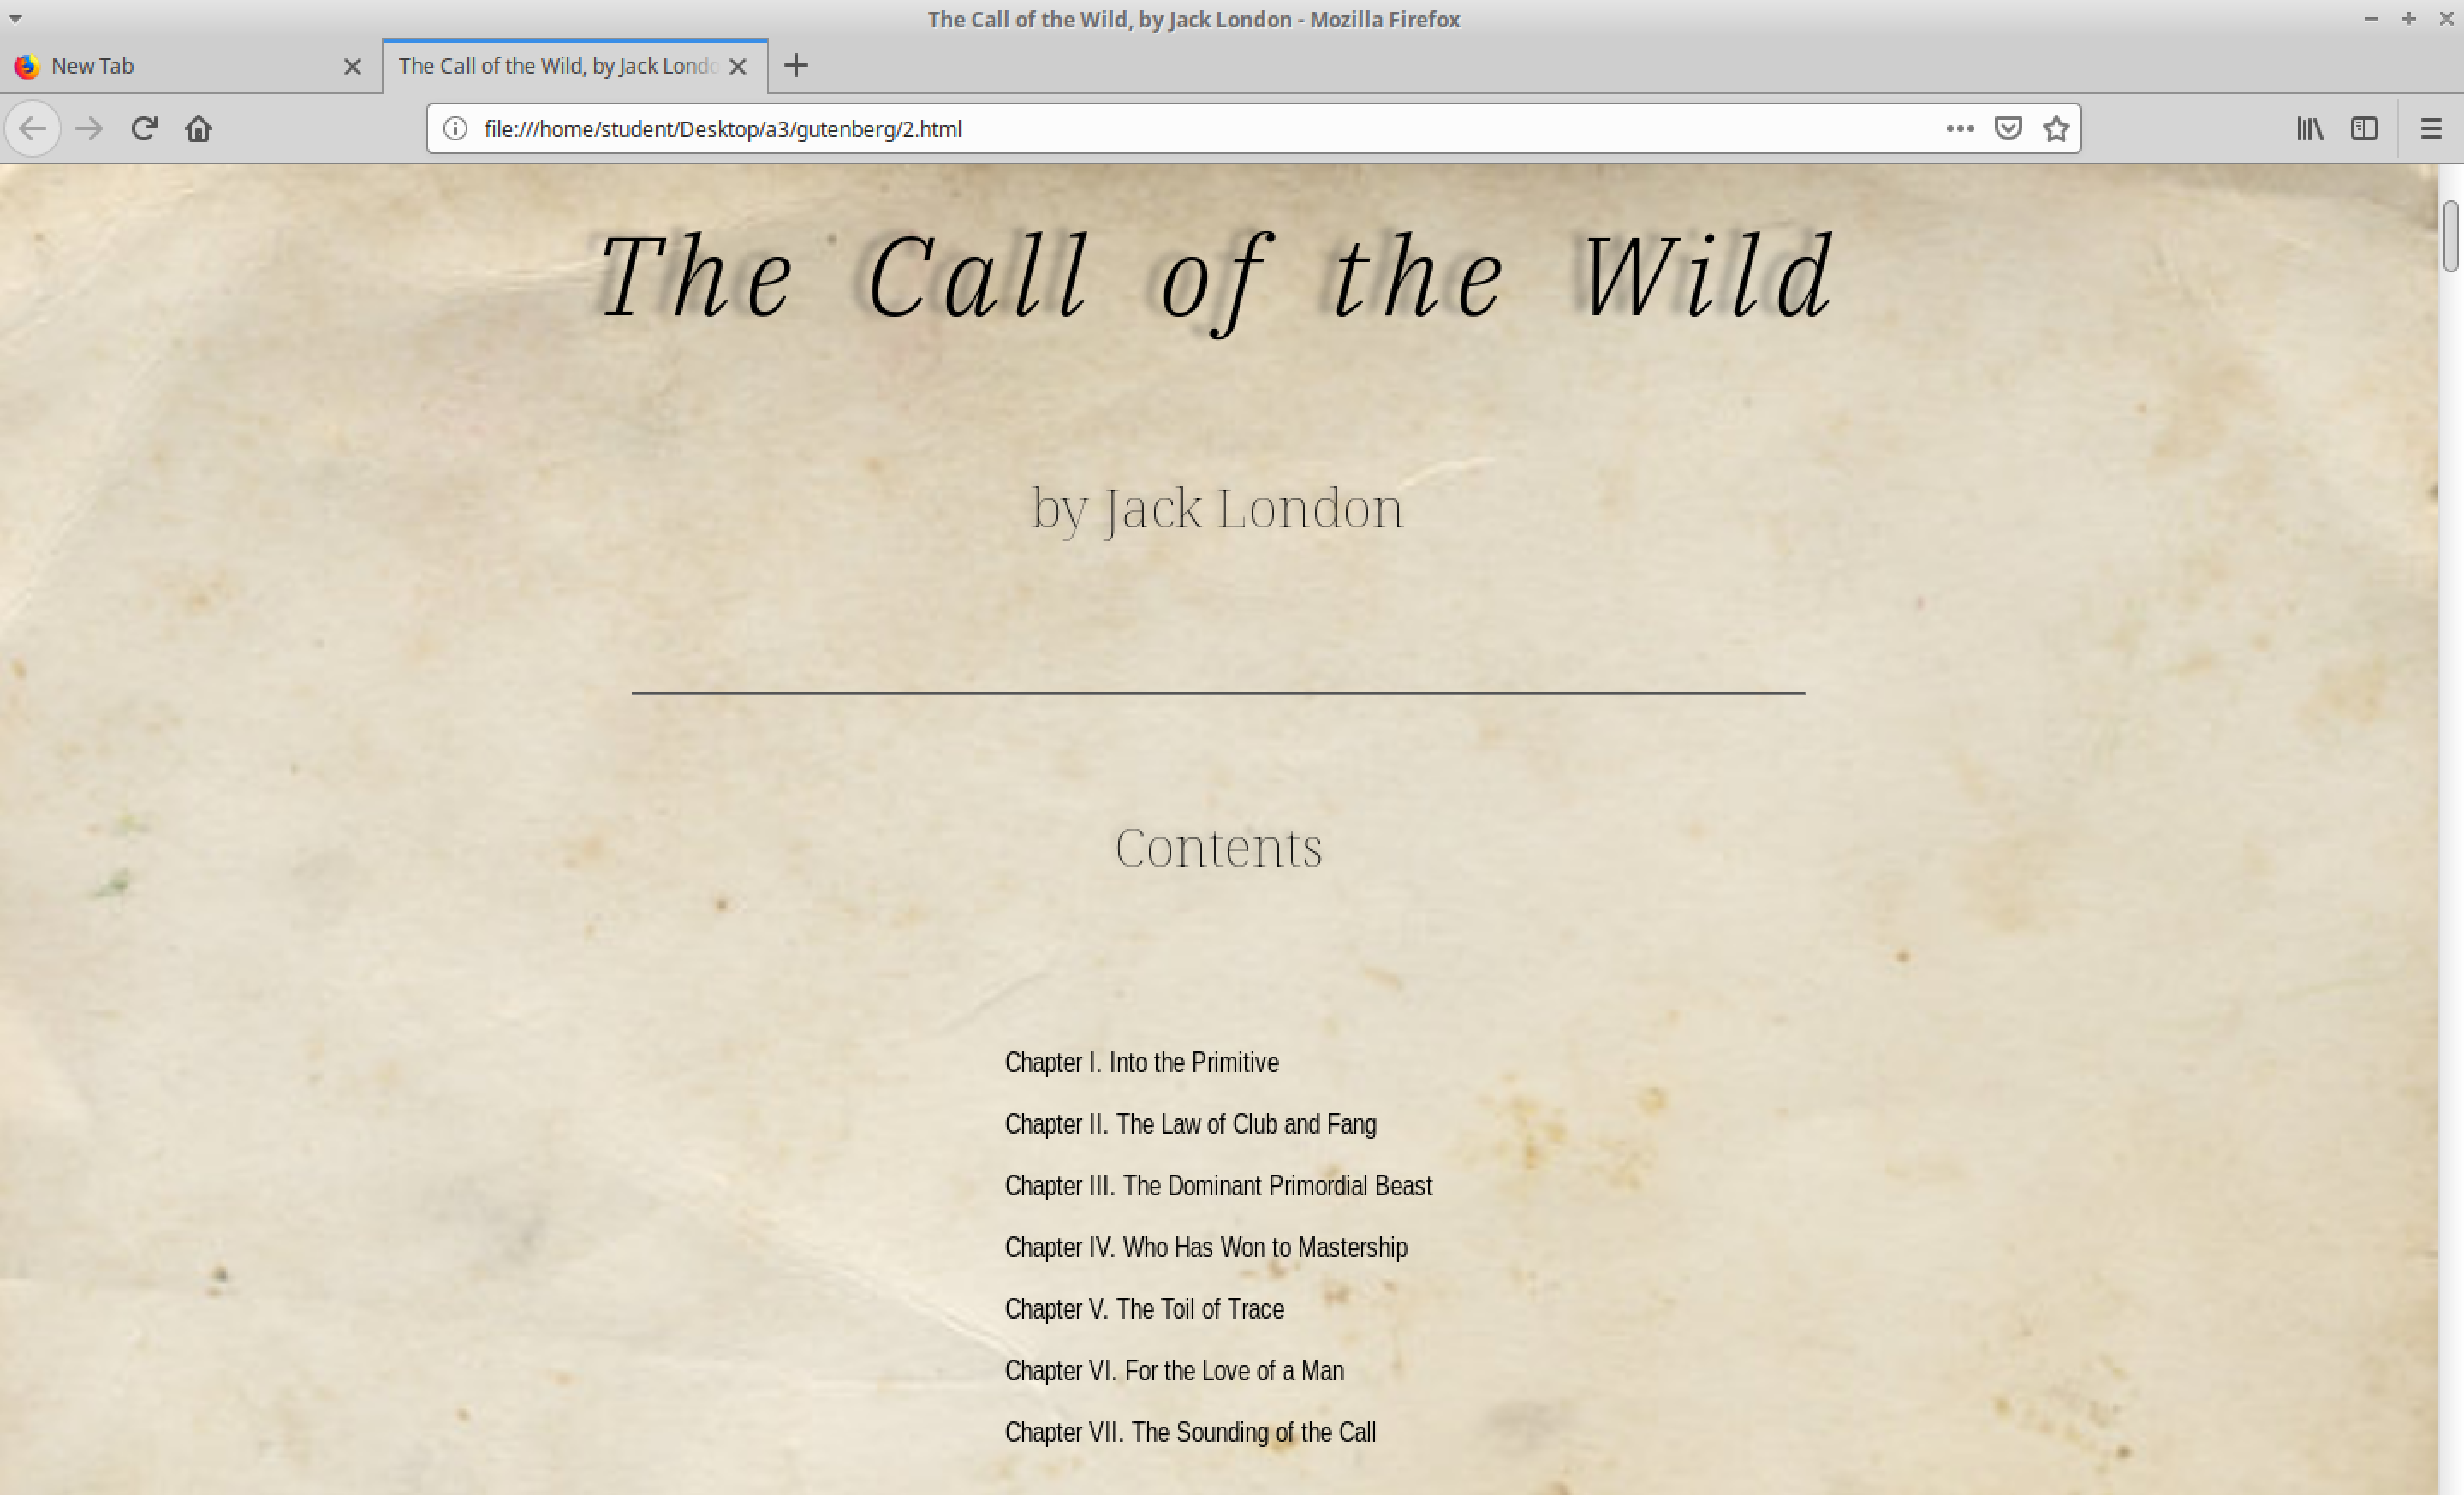 The Call of the Wild, by Jack London - Mozilla Firefox
New Tab
The Call of the Wild, by Jack Londo
file:///home/student/Desktop/a3/gutenberg/2.html
The Call of the Wild
by Jack London
Contents
Chapter I. Into the Primitive
Chapter II. The Law of Club and Fang
Chapter III. The Dominant Primordial Beast
Chapter IV. Who Has Won to Mastership
Chapter V. The Toil of Trace
Chapter VI. For the Love of a Man
Chapter VII. The Sounding of the Call